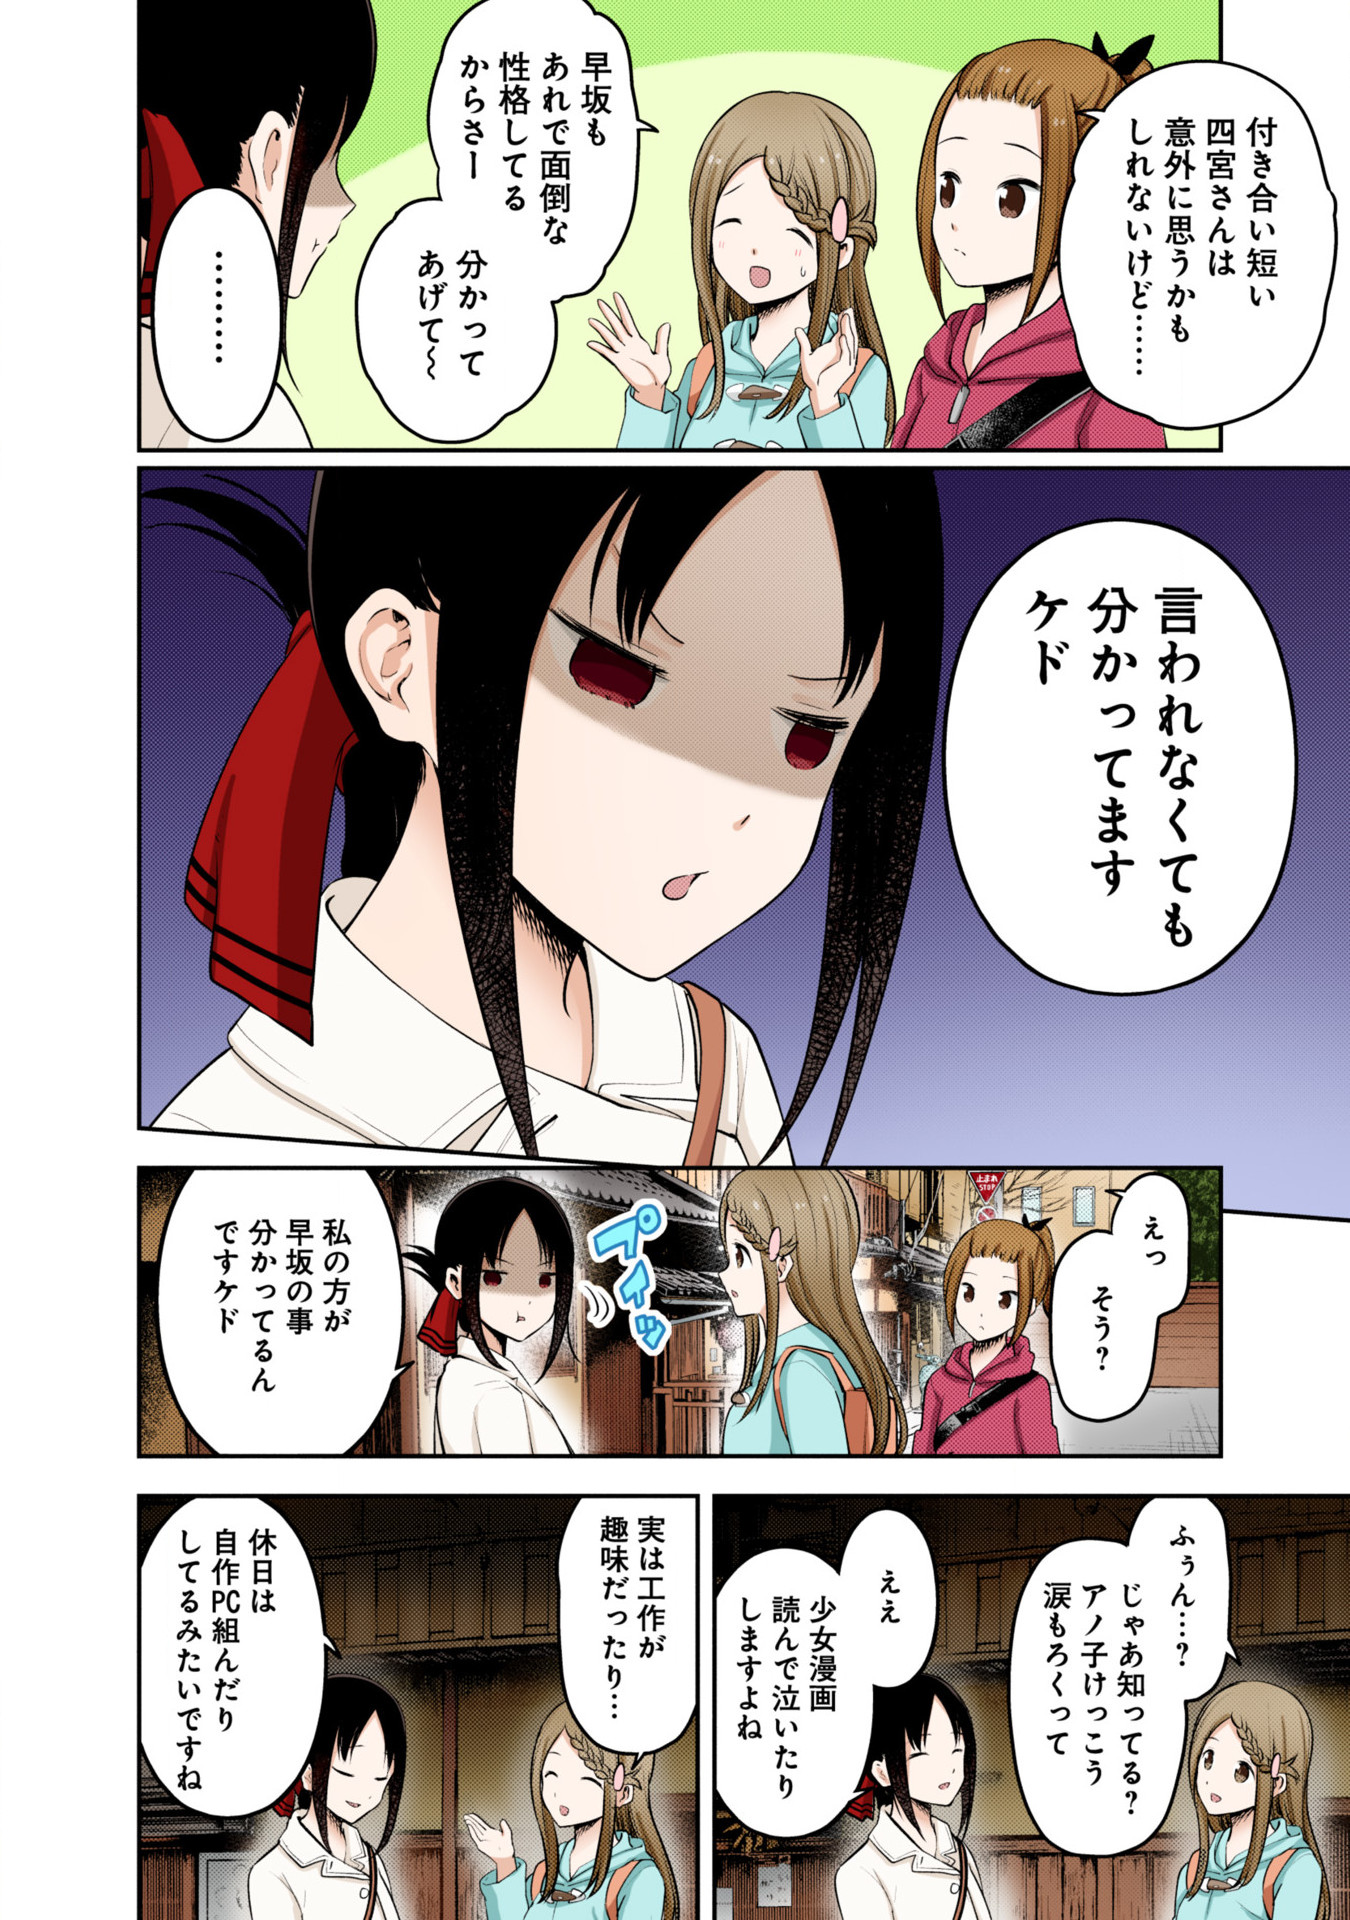 付き合い短い
四宮さんは
意外に思うかも
しれないけど……
早坂も
あれで面倒な
性格してる
からさー
分かって
あげて〜
………
言われなくても
分かってます
ケド
えっ
そう?
プイッ
止まれ
STOP
私の方が
早坂の事
分かってるん
ですケド
ふぅん…?
じゃあ知ってる?
アノ子けっこう
涙もろくって
ええ
少女漫画
読んで泣いたり
しますよね
実は工作が
趣味だったり…
休日は
自作PC組んだり
してるみたいですね